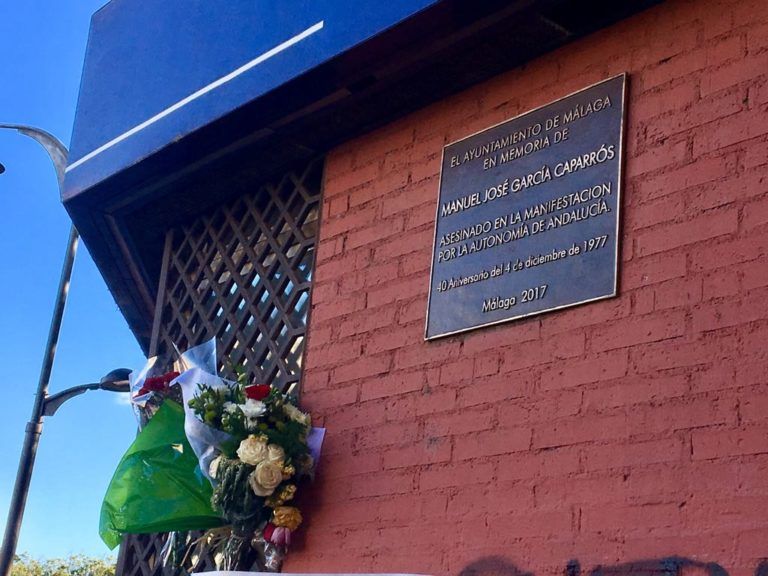 EL AYUNTAMIENTO DE MÁLAGA
EN MEMORIA DE
MANUEL JOSÉ GARCÍA CAPARRÓS
ASESINADO EN LA MANIFESTACION
POR LA AUTONOMÍA DE ANDALUCÍA.
40 Aniversario del 4 de diciembre de 1977
Málaga 2017